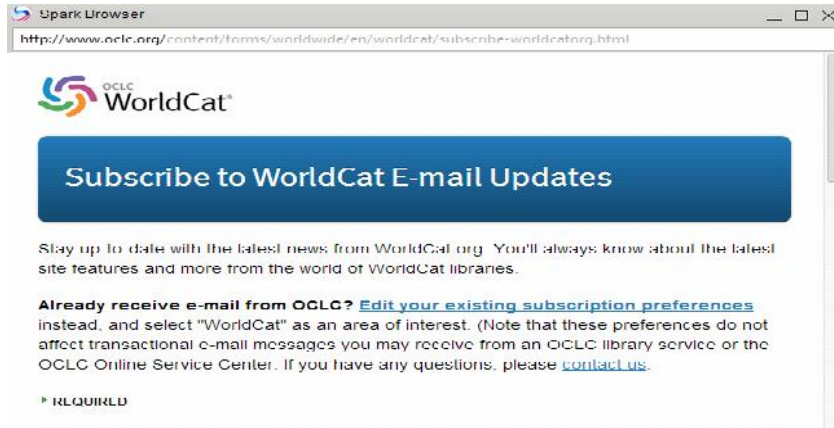 Spark Browser
http://www.oclc.org/content/forms/worldwide/en/worldcat/subscribe-worldcatorg.html
OCLC
WorldCat®
Subscribe to WorldCat E-mail Updates
Stay up to date with the latest news from WorldCat.org. You'll always know about the latest
site features and more from the world of WorldCat libraries.
Already receive e-mail from OCLC? Edit your existing subscription preferences
instead, and select "WorldCat" as an area of interest. (Note that these preferences do not
affect transactional e-mail messages you may receive from an OCLC library service or the
OCLC Online Service Center. If you have any questions, please contact us.
REQUIRED